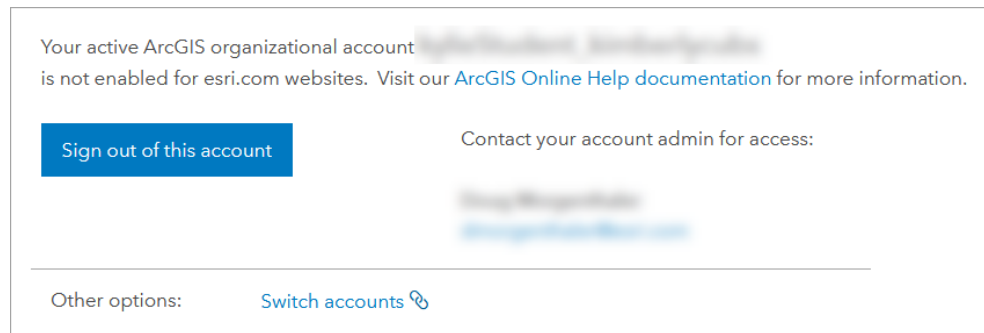 Your active ArcGIS organizational account
is not enabled for esri.com websites. Visit our ArcGIS Online Help documentation for more information.
Sign out of this account
Contact your account admin for access:
Other options:
Switch accounts